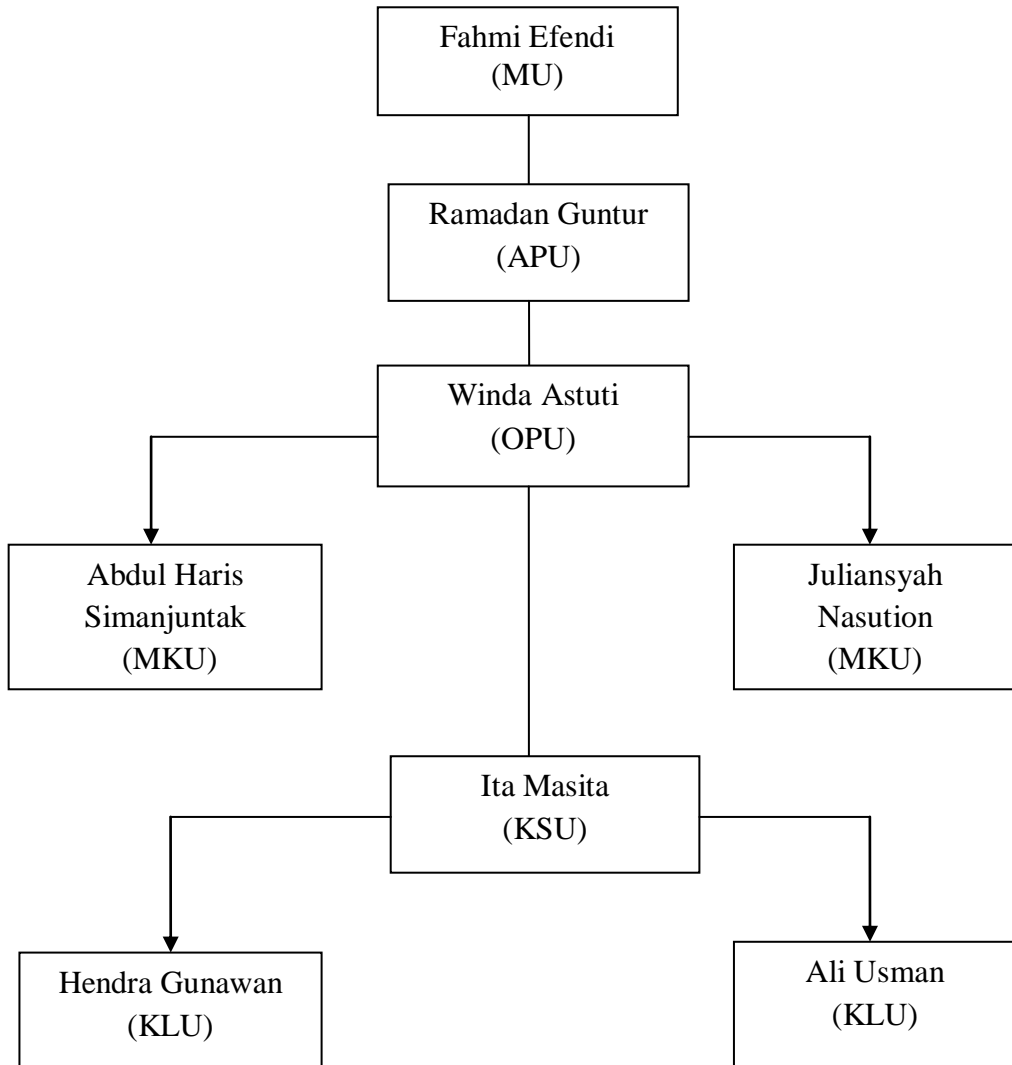 Fahmi Efendi
(MU)
Ramadan Guntur
(APU)
Winda Astuti
(OPU)
Abdul Haris
Simanjuntak
(MKU)
Juliansyah
Nasution
(MKU)
Ita Masita
(KSU)
Hendra Gunawan
(KLU)
Ali Usman
(KLU)